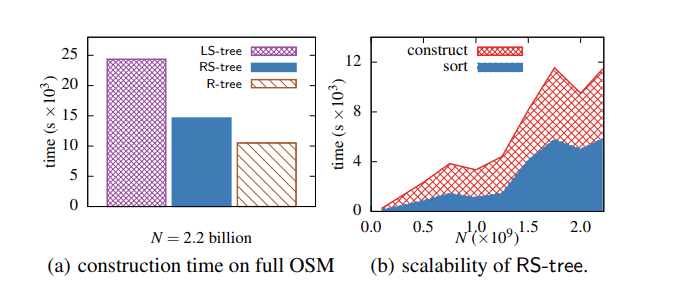 25
20
15
10
5
0
time (s ×10³)
LS-tree
RS-tree
R-tree
N = 2.2 billion
(a) construction time on full OSM
12
8
4
0
time (s ×10³)
construct
sort
0.0 0.5 1.0 1.5 2.0
N (×10⁹)
(b) scalability of RS-tree.